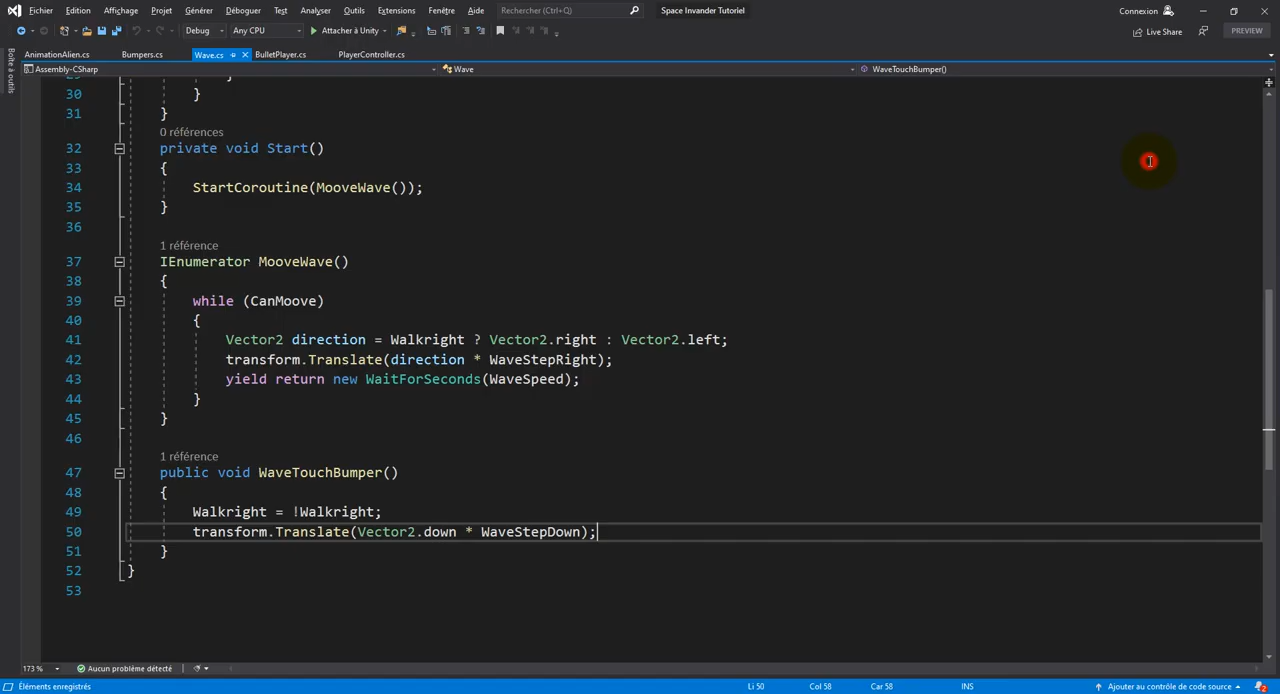 Fichier Edition Affichage Projet Générer Déboguer Test Analyser Outils Extensions Fenêtre Aide Rechercher (Ctrl+Q) Space Invander Tutoriel Connexion
Debug Any CPU Attacher à Unity Live Share PREVIEW
Boîte à outils
AnimationAlien.cs Bumpers.cs Wave.cs BulletPlayer.cs PlayerController.cs
Assembly-CSharp Wave WaveTouchBumper()
29 }
30 }
31 }
0 références
32 private void Start()
33 {
34 StartCoroutine(MooveWave());
35 }
36
1 référence
37 IEnumerator MooveWave()
38 {
39 while (CanMoove)
40 {
41 Vector2 direction = Walkright ? Vector2.right : Vector2.left;
42 transform.Translate(direction * WaveStepRight);
43 yield return new WaitForSeconds(WaveSpeed);
44 }
45 }
46
1 référence
47 public void WaveTouchBumper()
48 {
49 Walkright = !Walkright;
50 transform.Translate(Vector2.down * WaveStepDown);
51 }
52 }
53
173 % Aucun problème détecté
Éléments enregistrés Li 50 Col 58 Car 58 INS Ajouter au contrôle de code source 2